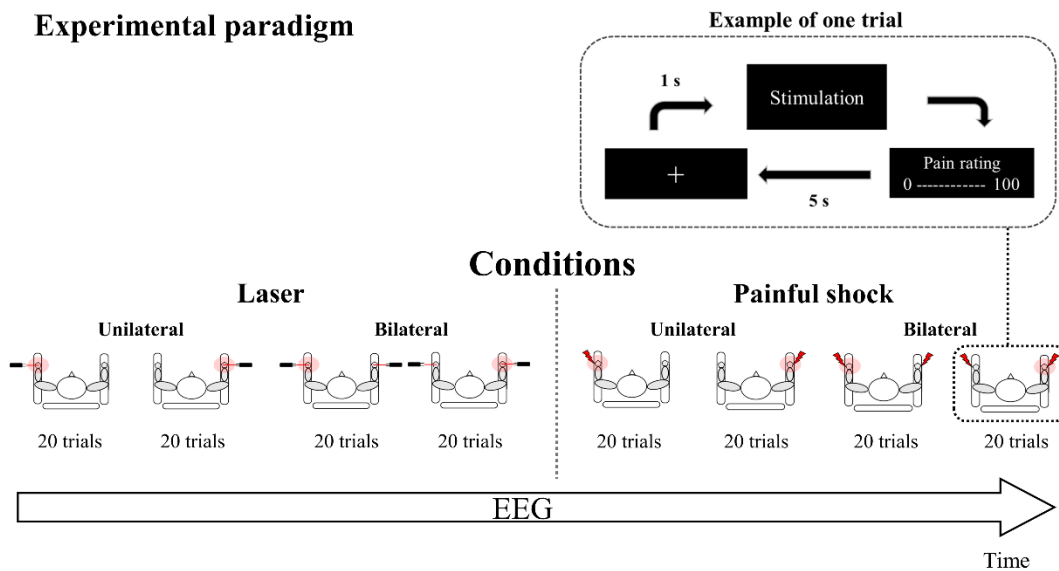 Experimental paradigm
Example of one trial
1 s
Stimulation
+
Pain rating
0 ------------ 100
5 s
Conditions
Laser
Painful shock
Unilateral
Bilateral
Unilateral
Bilateral
20 trials
20 trials
20 trials
20 trials
20 trials
20 trials
20 trials
20 trials
EEG
Time